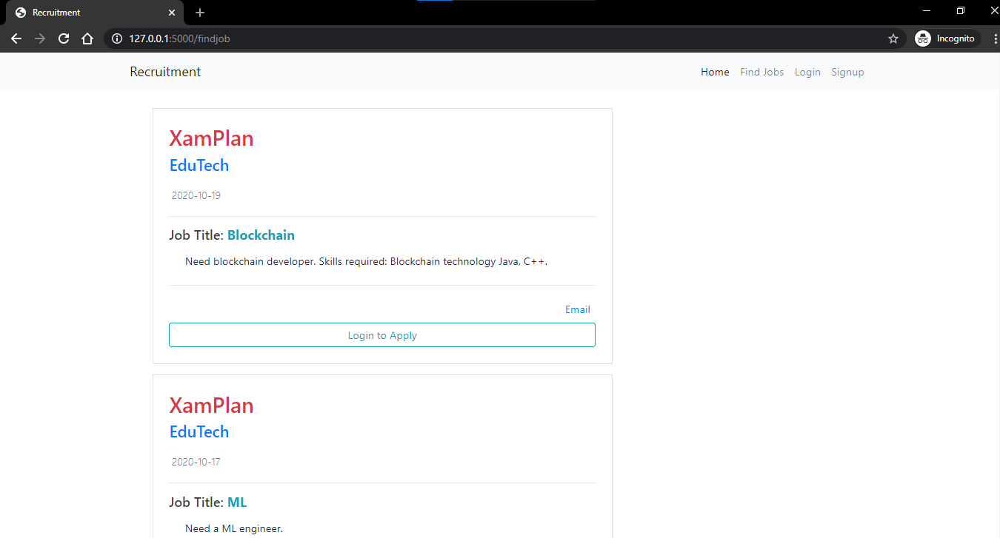 Recruitment
127.0.0.1:5000/findjob
Incognito
Recruitment
Home Find Jobs Login Signup
XamPlan
EduTech
2020-10-19
Job Title: Blockchain
Need blockchain developer. Skills required: Blockchain technology Java, C++.
Email
Login to Apply
XamPlan
EduTech
2020-10-17
Job Title: ML
Need a ML engineer.